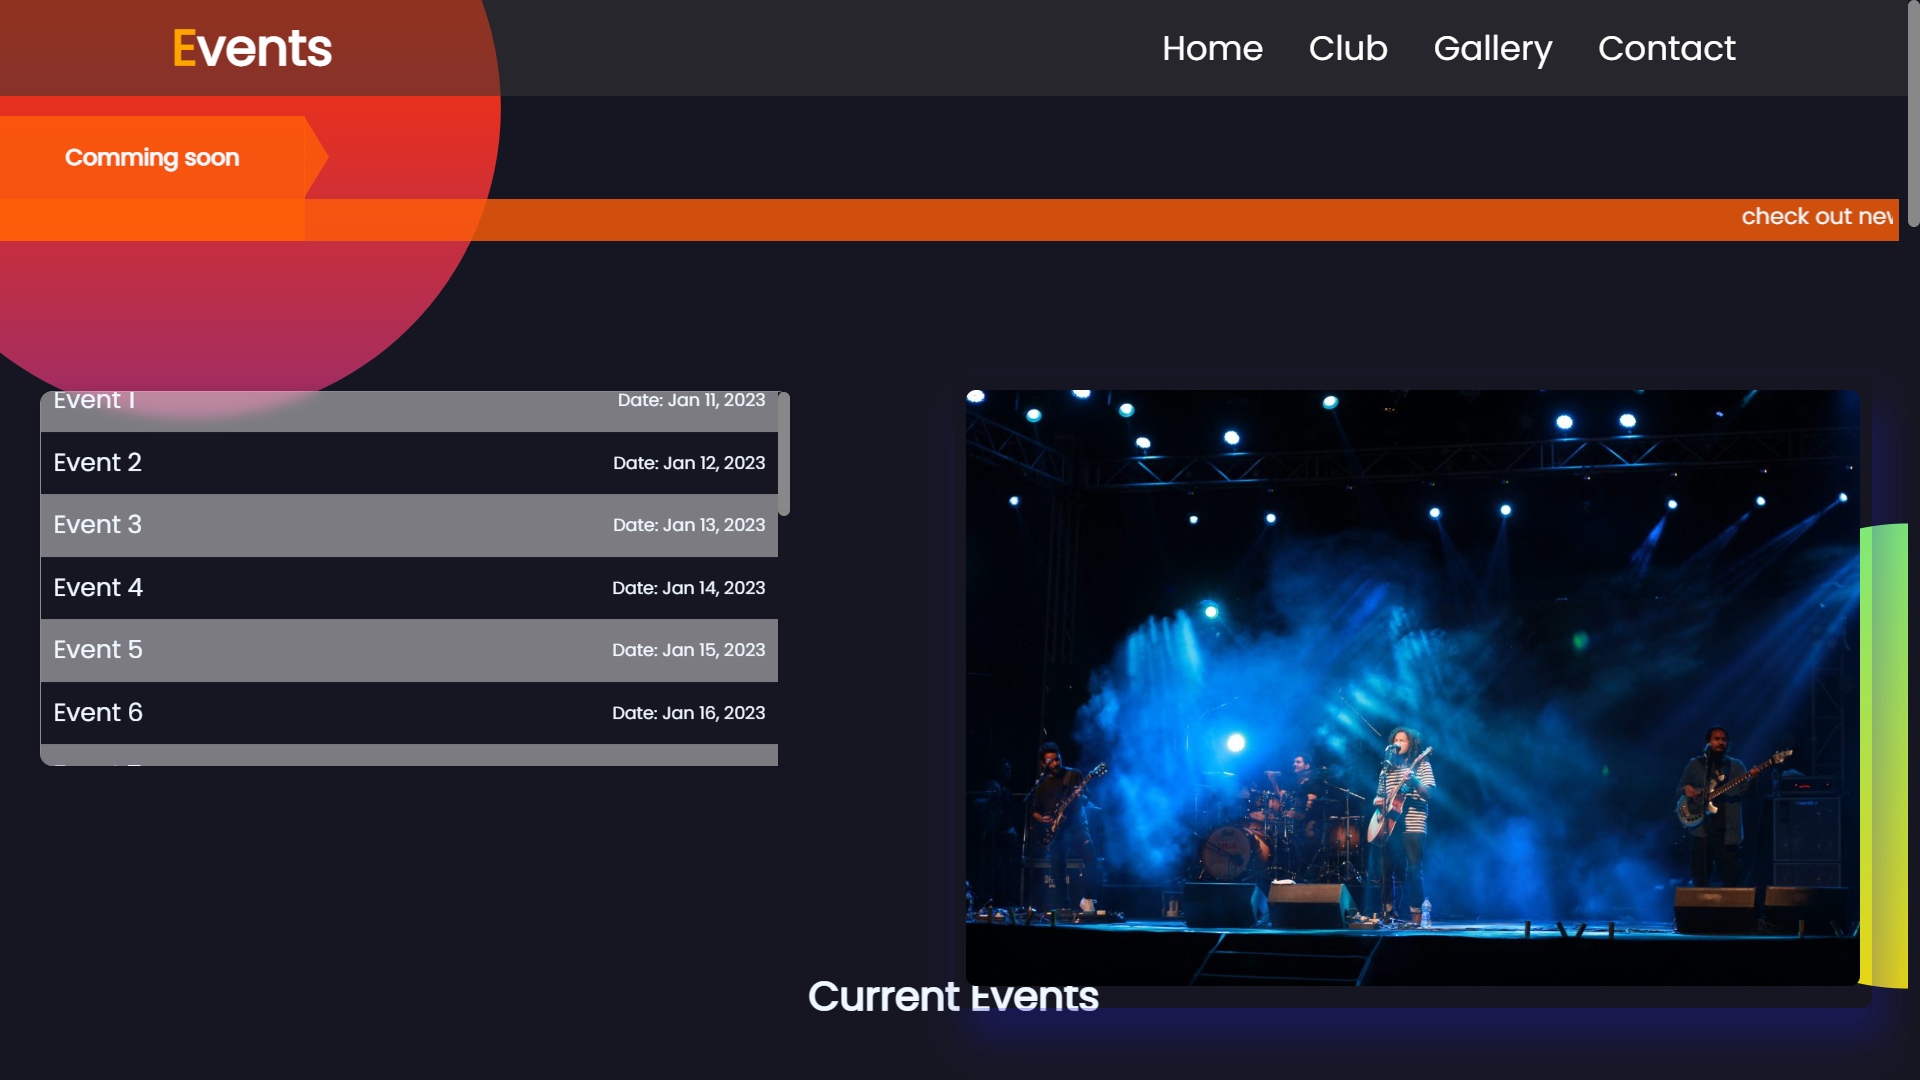 Events
Home Club Gallery Contact
Comming soon
check out new
Event 1 Date: Jan 11, 2023
Event 2 Date: Jan 12, 2023
Event 3 Date: Jan 13, 2023
Event 4 Date: Jan 14, 2023
Event 5 Date: Jan 15, 2023
Event 6 Date: Jan 16, 2023
Current Events